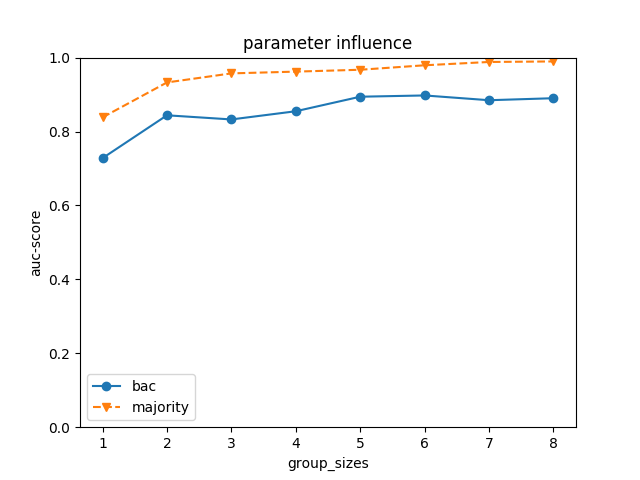 parameter influence
1.0
0.8
0.6
0.4
0.2
0.0
auc-score
bac
majority
1 2 3 4 5 6 7 8
group_sizes